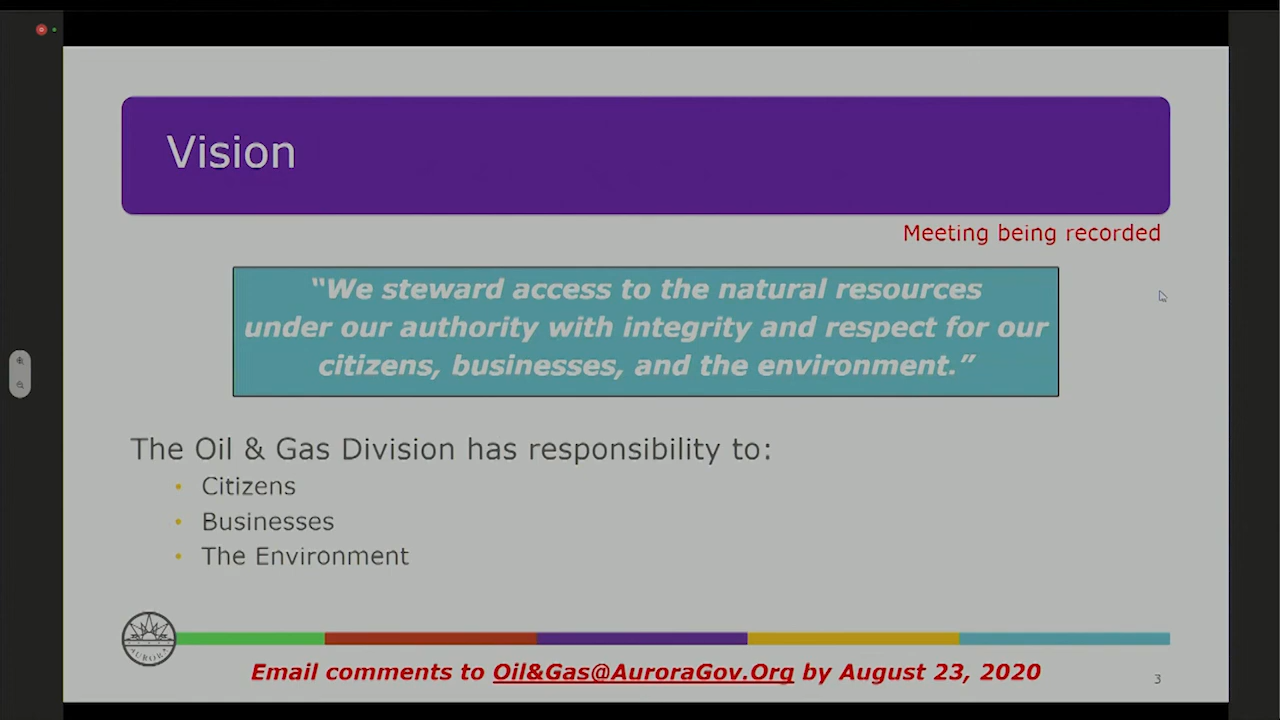 Vision
Meeting being recorded
“We steward access to the natural resources
under our authority with integrity and respect for our
citizens, businesses, and the environment.”
The Oil & Gas Division has responsibility to:
• Citizens
• Businesses
• The Environment
AURORA
Email comments to Oil&Gas@AuroraGov.Org by August 23, 2020
3